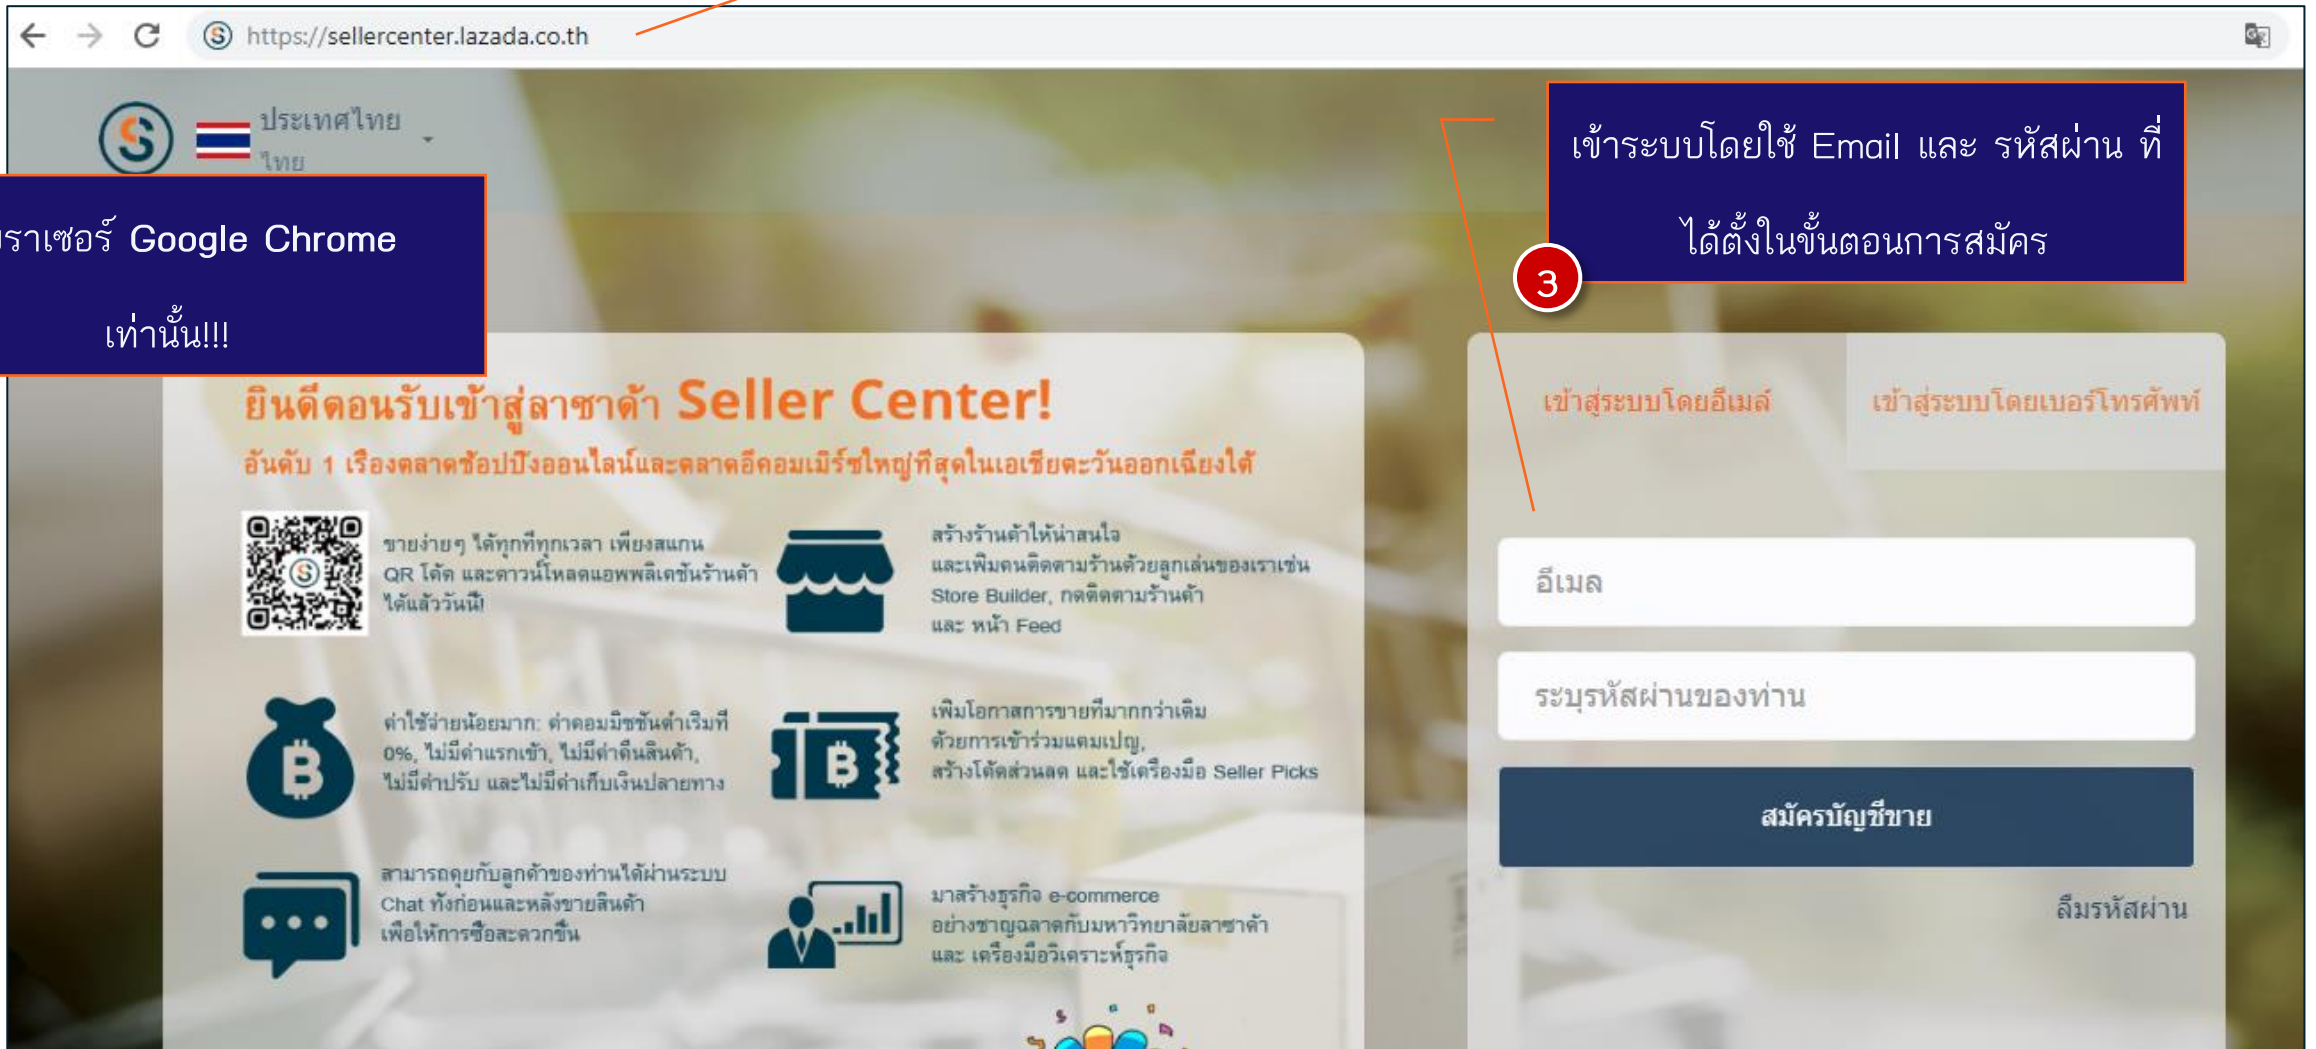 https://sellercenter.lazada.co.th
ประเทศไทย
ไทย
เข้าระบบโดยใช้ Email และ รหัสผ่าน ที่
ได้ตั้งในขั้นตอนการสมัคร
3
ราเซอร์ Google Chrome
เท่านั้น!!!
ยินดีตอนรับเข้าสู่ลาซาด้า Seller Center!
อันดับ 1 เรื่องตลาดช้อปปิ้งออนไลน์และตลาดอีคอมเมิร์ซใหญ่ที่สุดในเอเชียตะวันออกเฉียงใต้
ขายง่ายๆ ได้ทุกที่ทุกเวลา เพียงสแกน
QR โค้ด และดาวน์โหลดแอพพลิเคชันร้านค้า
ได้แล้ววันนี้!
สร้างร้านค้าให้น่าสนใจ
และเพิ่มคนติดตามร้านด้วยลูกเล่นของเราเช่น
Store Builder, กดติดตามร้านค้า
และ หน้า Feed
ค่าใช้จ่ายน้อยมาก: ค่าคอมมิชชันต่ำเริ่มที่
0%, ไม่มีค่าแรกเข้า, ไม่มีค่าคืนสินค้า,
ไม่มีค่าปรับ และไม่มีค่าเก็บเงินปลายทาง
เพิ่มโอกาสการขายที่มากกว่าเดิม
ด้วยการเข้าร่วมแคมเปญ,
สร้างโค้ดส่วนลด และใช้เครื่องมือ Seller Picks
สามารถคุยกับลูกค้าของท่านได้ผ่านระบบ
Chat ทั้งก่อนและหลังขายสินค้า
เพื่อให้การซื้อสะดวกขึ้น
มาสร้างธุรกิจ e-commerce
อย่างชาญฉลาดกับมหาวิทยาลัยลาซาด้า
และ เครื่องมือวิเคราะห์ธุรกิจ
เข้าสู่ระบบโดยอีเมล์
เข้าสู่ระบบโดยเบอร์โทรศัพท์
อีเมล
ระบุรหัสผ่านของท่าน
สมัครบัญชีขาย
ลืมรหัสผ่าน